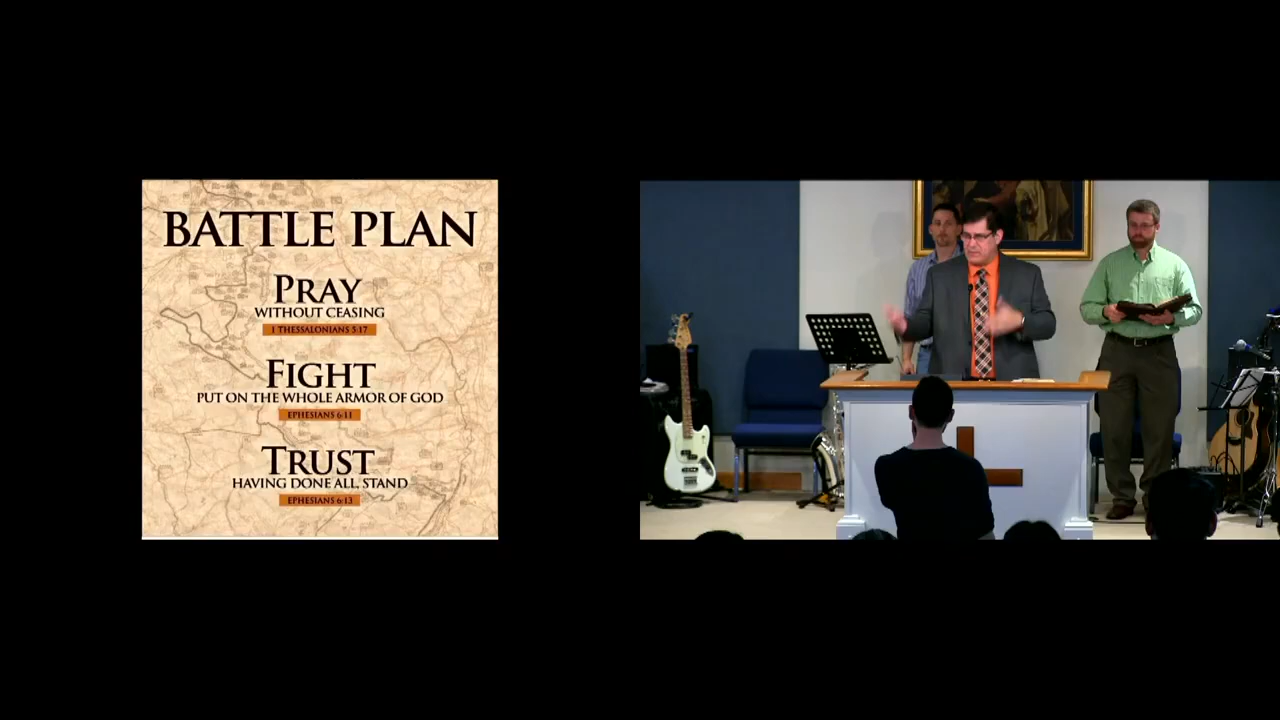 BATTLE PLAN
PRAY
WITHOUT CEASING
1 THESSALONIANS 5:17
FIGHT
PUT ON THE WHOLE ARMOR OF GOD
EPHESIANS 6:11
TRUST
HAVING DONE ALL, STAND
EPHESIANS 6:13